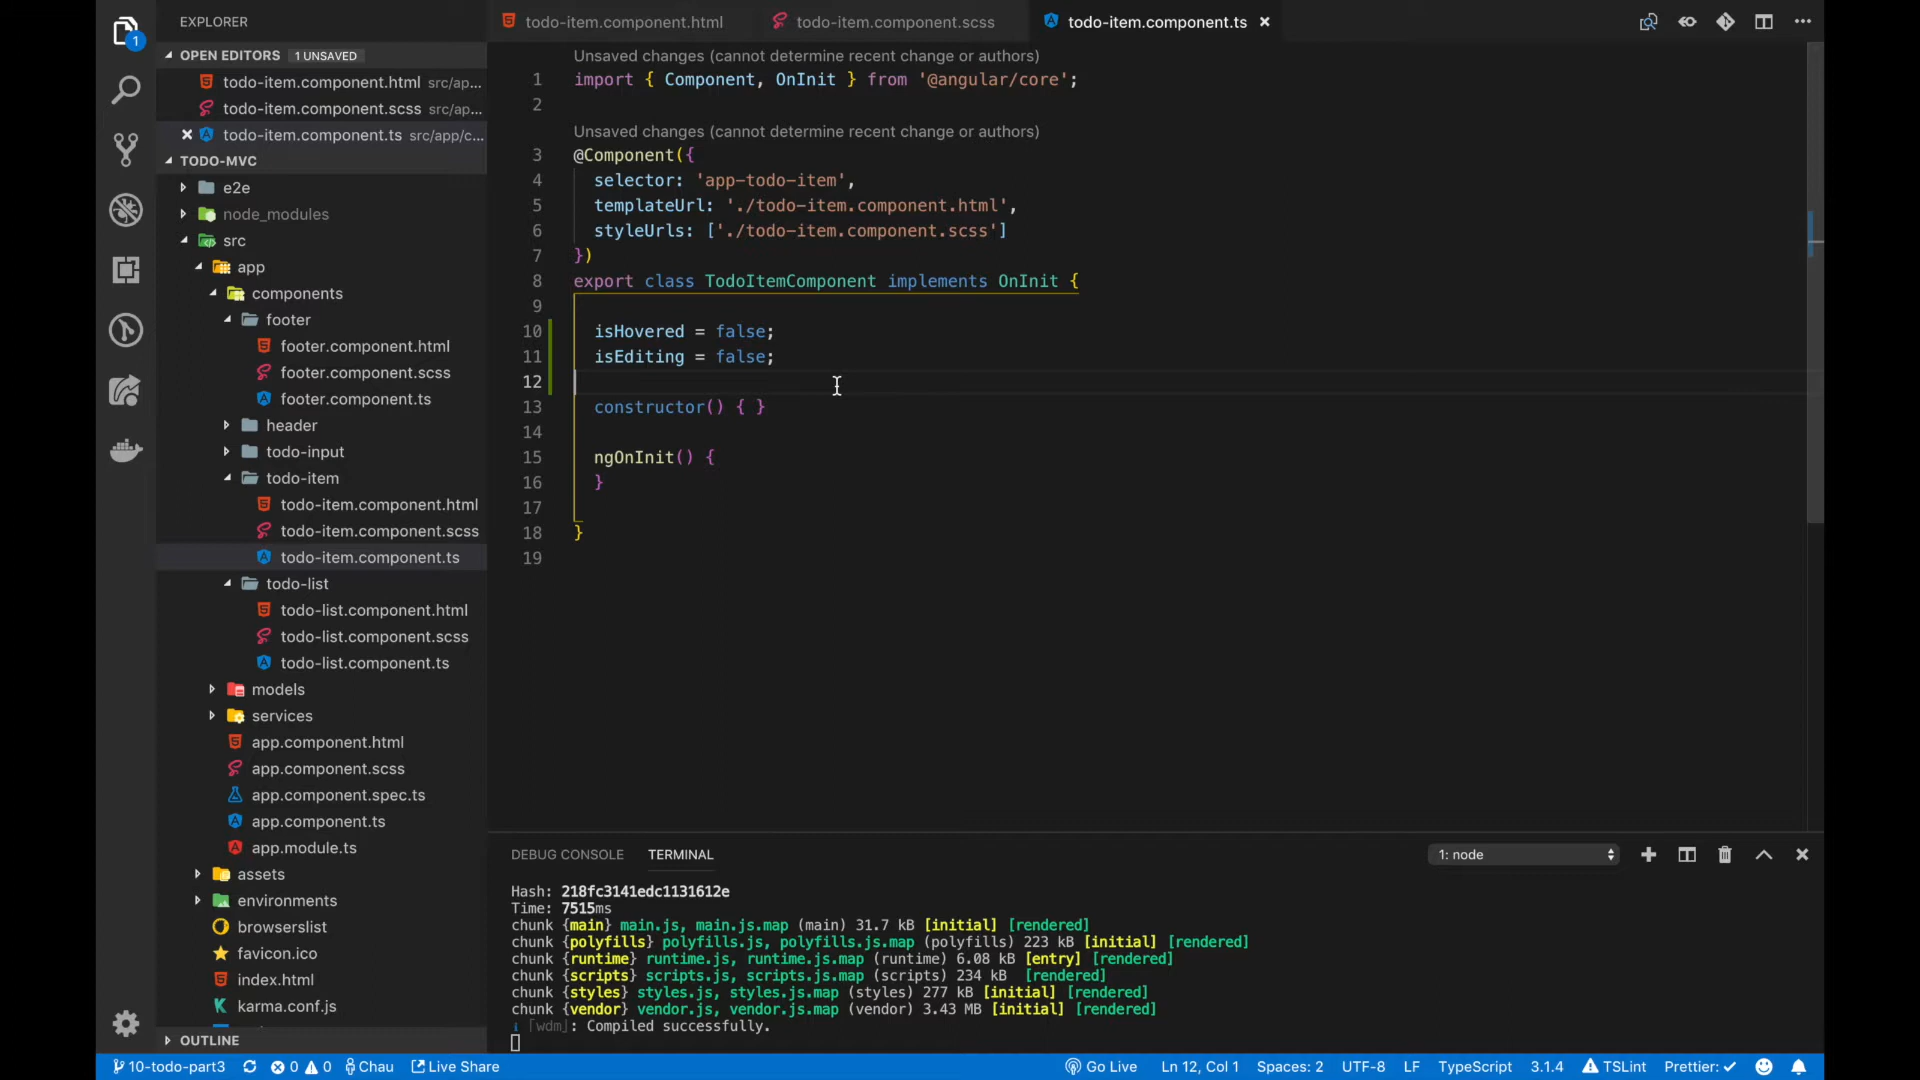 EXPLORER
OPEN EDITORS 1 UNSAVED
todo-item.component.html src/ap...
todo-item.component.scss src/ap...
todo-item.component.ts src/app/c...
TODO-MVC
e2e
node_modules
src
app
components
footer
footer.component.html
footer.component.scss
footer.component.ts
header
todo-input
todo-item
todo-item.component.html
todo-item.component.scss
todo-item.component.ts
todo-list
todo-list.component.html
todo-list.component.scss
todo-list.component.ts
models
services
app.component.html
app.component.scss
app.component.spec.ts
app.component.ts
app.module.ts
assets
environments
browserslist
favicon.ico
index.html
karma.conf.js
OUTLINE
1
todo-item.component.html todo-item.component.scss todo-item.component.ts
Unsaved changes (cannot determine recent change or authors)
1 import { Component, OnInit } from '@angular/core';
2
Unsaved changes (cannot determine recent change or authors)
3 @Component({
4 selector: 'app-todo-item',
5 templateUrl: './todo-item.component.html',
6 styleUrls: ['./todo-item.component.scss']
7 })
8 export class TodoItemComponent implements OnInit {
9
10 isHovered = false;
11 isEditing = false;
12
13 constructor() { }
14
15 ngOnInit() {
16 }
17
18 }
19
DEBUG CONSOLE TERMINAL 1: node
Hash: 218fc3141edc1131612e
Time: 7515ms
chunk {main} main.js, main.js.map (main) 31.7 kB [initial] [rendered]
chunk {polyfills} polyfills.js, polyfills.js.map (polyfills) 223 kB [initial] [rendered]
chunk {runtime} runtime.js, runtime.js.map (runtime) 6.08 kB [entry] [rendered]
chunk {scripts} scripts.js, scripts.js.map (scripts) 234 kB [rendered]
chunk {styles} styles.js, styles.js.map (styles) 277 kB [initial] [rendered]
chunk {vendor} vendor.js, vendor.js.map (vendor) 3.43 MB [initial] [rendered]
i ｢wdm｣: Compiled successfully.
10-todo-part3 0 0 Chau Live Share Go Live Ln 12, Col 1 Spaces: 2 UTF-8 LF TypeScript 3.1.4 TSLint Prettier: ✓